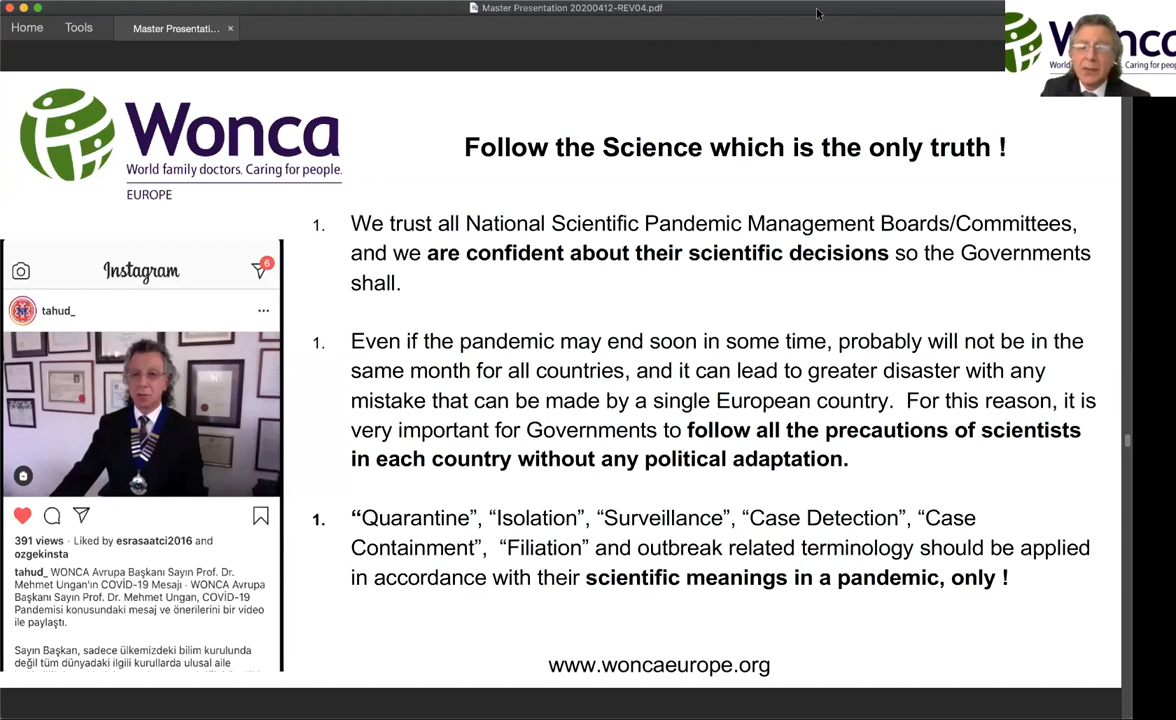 Master Presentation 20200412-REV04.pdf
Home
Tools
Master Presentati...
×
Wonca
World family doctors. Caring for people.
EUROPE
Follow the Science which is the only truth !
1. We trust all National Scientific Pandemic Management Boards/Committees,
and we are confident about their scientific decisions so the Governments
shall.
1. Even if the pandemic may end soon in some time, probably will not be in the
same month for all countries, and it can lead to greater disaster with any
mistake that can be made by a single European country. For this reason, it is
very important for Governments to follow all the precautions of scientists
in each country without any political adaptation.
1. “Quarantine”, “Isolation”, “Surveillance”, “Case Detection”, “Case
Containment”, “Filiation” and outbreak related terminology should be applied
in accordance with their scientific meanings in a pandemic, only !
www.woncaeurope.org
Instagram
6
tahud_
...
391 views · Liked by esrasaatci2016 and
ozgekinsta
tahud_ WONCA Avrupa Başkanı Sayın Prof. Dr.
Mehmet Ungan'ın COVİD-19 Mesajı · WONCA Avrupa
Başkanı Sayın Prof. Dr. Mehmet Ungan, COVİD-19
Pandemisi konusundaki mesaj ve önerilerini bir video
ile paylaştı.
Sayın Başkan, sadece ülkemizdeki bilim kurulunda
değil tüm dünyadaki ilgili kurullarda ulusal aile